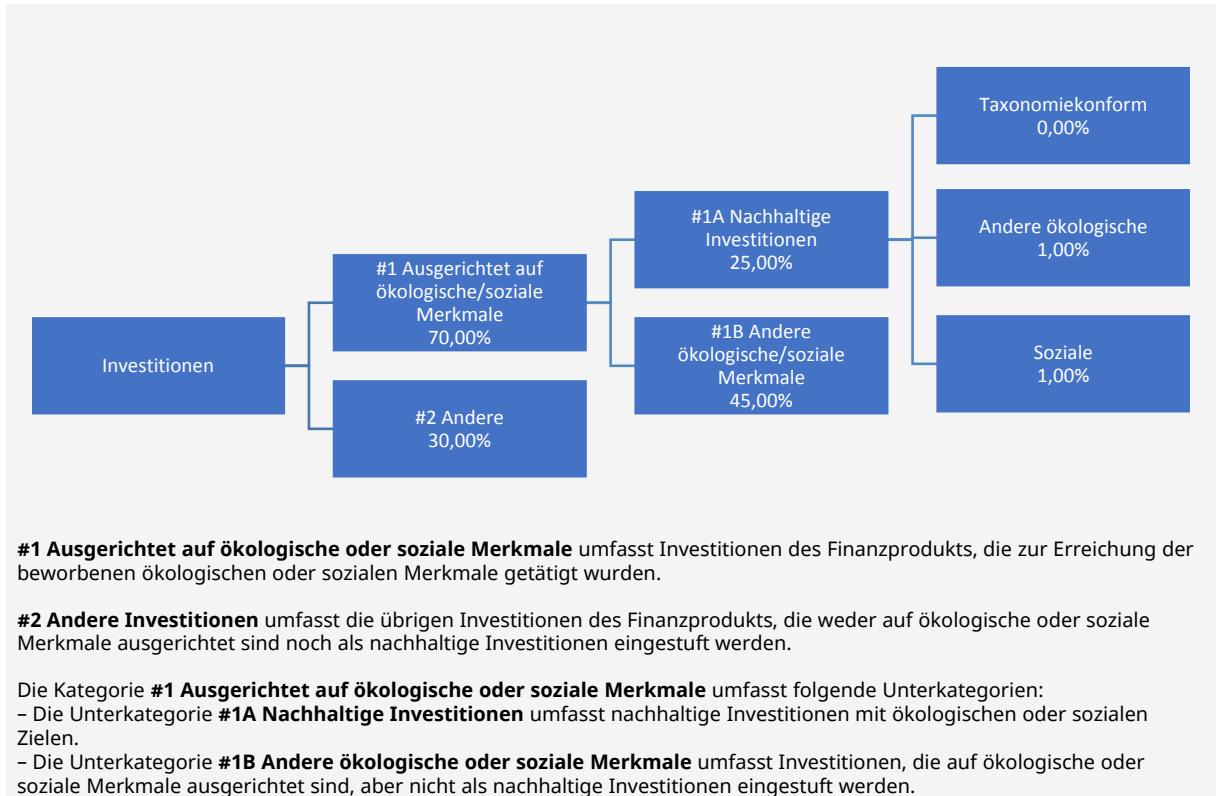 Investitionen
#1 Ausgerichtet auf
ökologische/soziale
Merkmale
70,00%
#2 Andere
30,00%
#1A Nachhaltige
Investitionen
25,00%
#1B Andere
ökologische/soziale
Merkmale
45,00%
Taxonomiekonform
0,00%
Andere ökologische
1,00%
Soziale
1,00%
#1 Ausgerichtet auf ökologische oder soziale Merkmale umfasst Investitionen des Finanzprodukts, die zur Erreichung der
beworbenen ökologischen oder sozialen Merkmale getätigt wurden.
#2 Andere Investitionen umfasst die übrigen Investitionen des Finanzprodukts, die weder auf ökologische oder soziale
Merkmale ausgerichtet sind noch als nachhaltige Investitionen eingestuft werden.
Die Kategorie #1 Ausgerichtet auf ökologische oder soziale Merkmale umfasst folgende Unterkategorien:
– Die Unterkategorie #1A Nachhaltige Investitionen umfasst nachhaltige Investitionen mit ökologischen oder sozialen
Zielen.
– Die Unterkategorie #1B Andere ökologische oder soziale Merkmale umfasst Investitionen, die auf ökologische oder
soziale Merkmale ausgerichtet sind, aber nicht als nachhaltige Investitionen eingestuft werden.